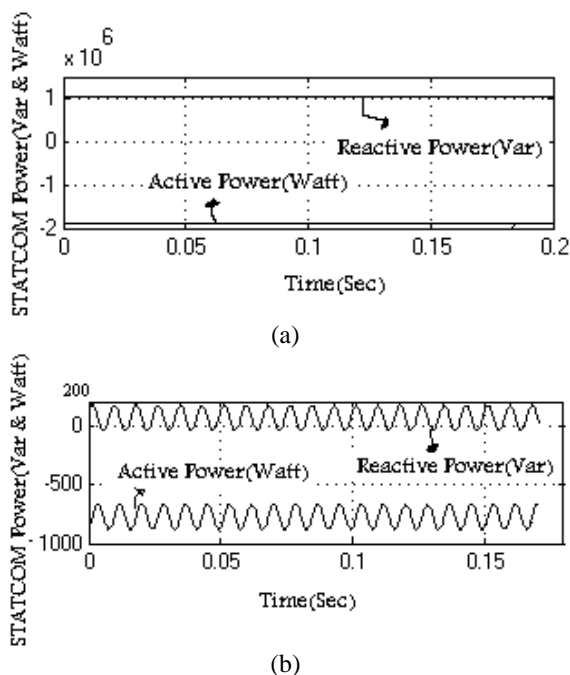 x 10^6
STATCOM Power(Var & Watt)
1
0
-1
-2
Reactive Power(Var)
Active Power(Watt)
0 0.05 0.1 0.15 0.2
Time(Sec)
(a)
STATCOM Power(Var & Watt)
200
0
-500
-1000
Active Power(Watt)
Reactive Power(Var)
0 0.05 0.1 0.15
Time(Sec)
(b)